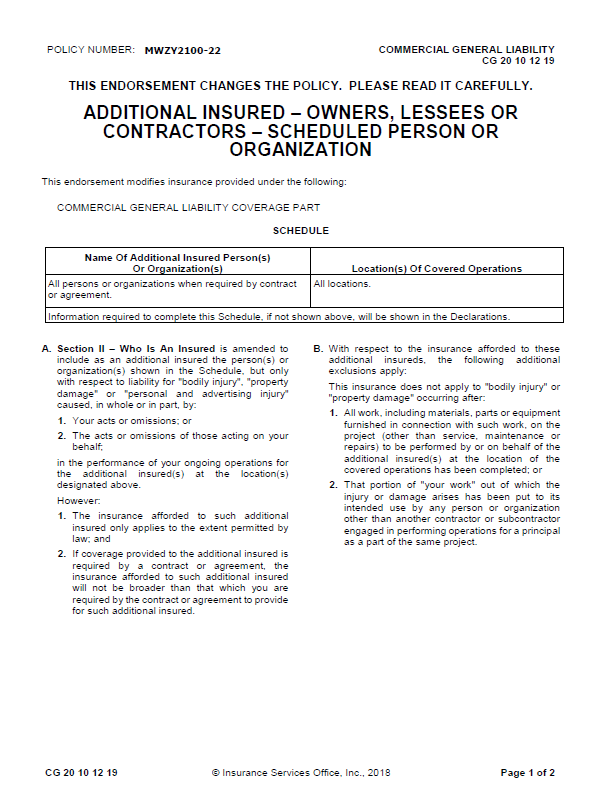 POLICY NUMBER: MWZY2100-22
COMMERCIAL GENERAL LIABILITY
CG 20 10 12 19
THIS ENDORSEMENT CHANGES THE POLICY. PLEASE READ IT CAREFULLY.
ADDITIONAL INSURED – OWNERS, LESSEES OR
CONTRACTORS – SCHEDULED PERSON OR
ORGANIZATION
This endorsement modifies insurance provided under the following:
COMMERCIAL GENERAL LIABILITY COVERAGE PART
SCHEDULE
Name Of Additional Insured Person(s)
Or Organization(s)
Location(s) Of Covered Operations
All persons or organizations when required by contract
or agreement.
All locations.
Information required to complete this Schedule, if not shown above, will be shown in the Declarations.
A. Section II – Who Is An Insured is amended to
include as an additional insured the person(s) or
organization(s) shown in the Schedule, but only
with respect to liability for "bodily injury", "property
damage" or "personal and advertising injury"
caused, in whole or in part, by:
1. Your acts or omissions; or
2. The acts or omissions of those acting on your
behalf;
in the performance of your ongoing operations for
the additional insured(s) at the location(s)
designated above.
However:
1. The insurance afforded to such additional
insured only applies to the extent permitted by
law; and
2. If coverage provided to the additional insured is
required by a contract or agreement, the
insurance afforded to such additional insured
will not be broader than that which you are
required by the contract or agreement to provide
for such additional insured.
B. With respect to the insurance afforded to these
additional insureds, the following additional
exclusions apply:
This insurance does not apply to "bodily injury" or
"property damage" occurring after:
1. All work, including materials, parts or equipment
furnished in connection with such work, on the
project (other than service, maintenance or
repairs) to be performed by or on behalf of the
additional insured(s) at the location of the
covered operations has been completed; or
2. That portion of "your work" out of which the
injury or damage arises has been put to its
intended use by any person or organization
other than another contractor or subcontractor
engaged in performing operations for a principal
as a part of the same project.
CG 20 10 12 19
© Insurance Services Office, Inc., 2018
Page 1 of 2